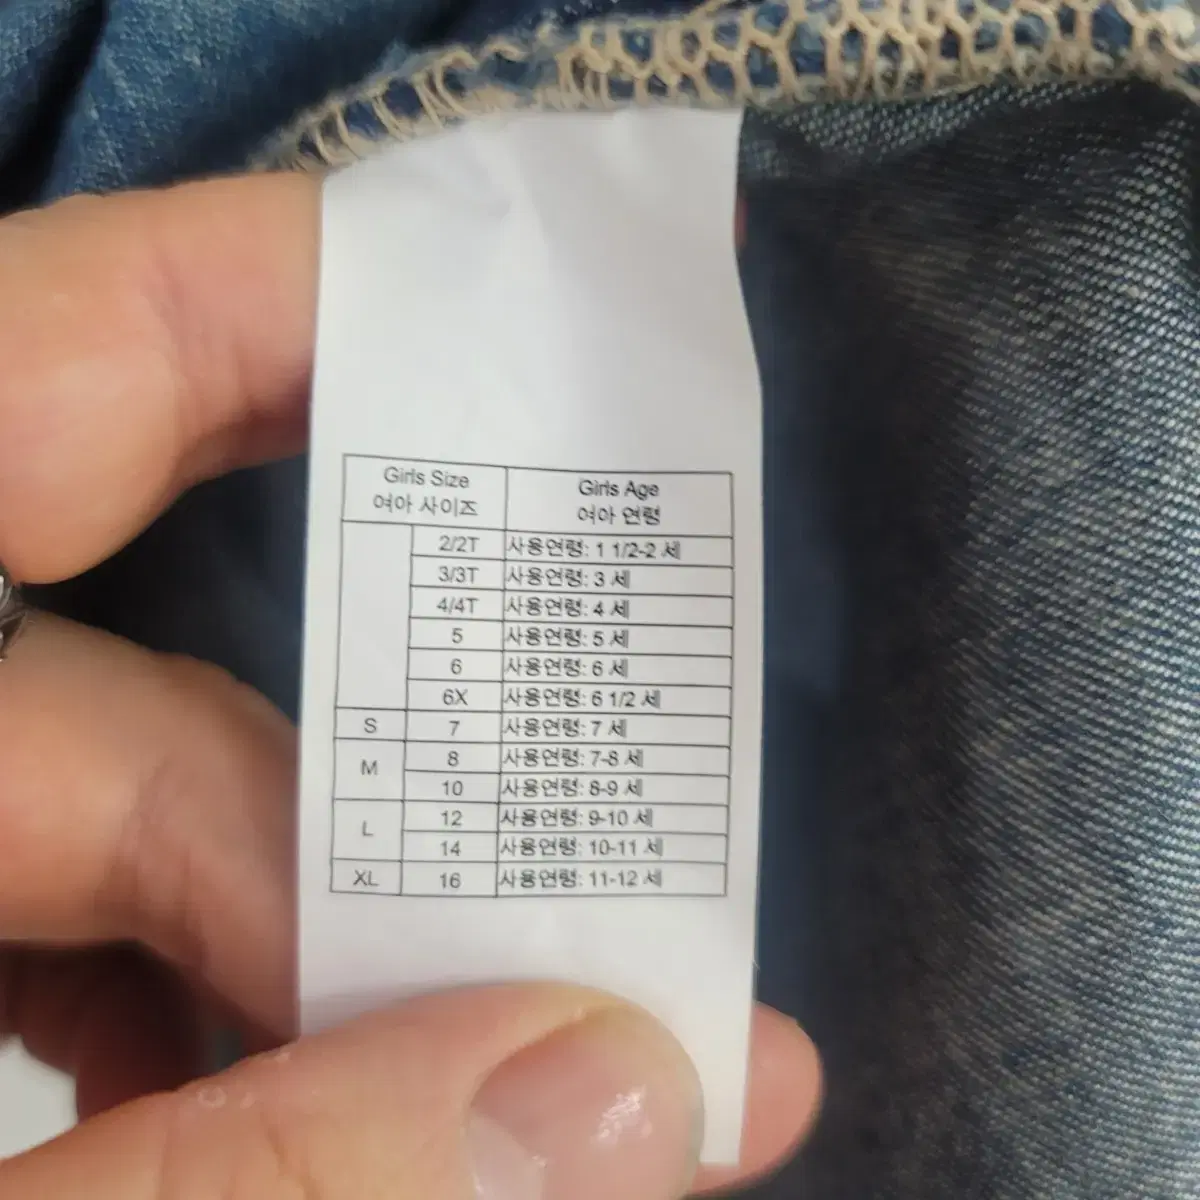 Girls Size Girls Age
여아 사이즈 여아 연령
2/2T 사용연령: 1 1/2-2 세
3/3T 사용연령: 3 세
4/4T 사용연령: 4 세
5 사용연령: 5 세
6 사용연령: 6 세
6X 사용연령: 6 1/2 세
S 7 사용연령: 7 세
M 8 사용연령: 7-8 세
10 사용연령: 8-9 세
L 12 사용연령: 9-10 세
14 사용연령: 10-11 세
XL 16 사용연령: 11-12 세